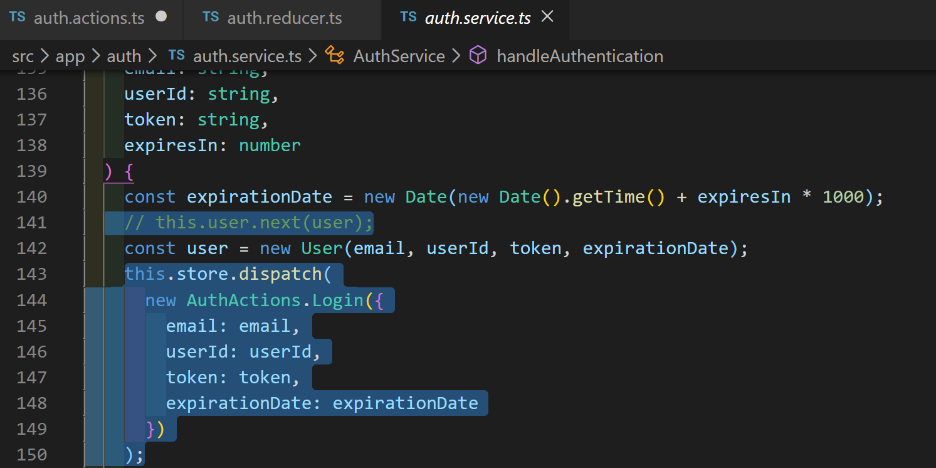 TS auth.actions.ts
TS auth.reducer.ts
TS auth.service.ts
src > app > auth > TS auth.service.ts > AuthService > handleAuthentication
135 email: string,
136 userId: string,
137 token: string,
138 expiresIn: number
139 ) {
140 const expirationDate = new Date(new Date().getTime() + expiresIn * 1000);
141 // this.user.next(user);
142 const user = new User(email, userId, token, expirationDate);
143 this.store.dispatch(
144 new AuthActions.Login({
145 email: email,
146 userId: userId,
147 token: token,
148 expirationDate: expirationDate
149 })
150 );